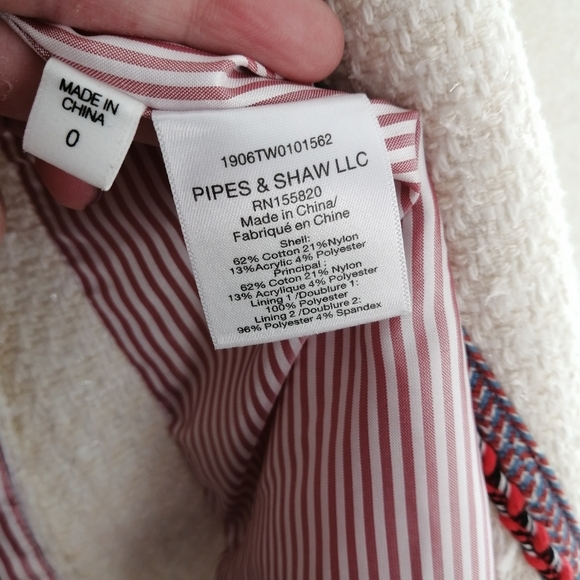 MADE IN
CHINA
0
1906TW0101562
PIPES & SHAW LLC
RN155820
Made in China/
Fabriqué en Chine
Shell:
62% Cotton 21%Nylon
13%Acrylic 4% Polyester
Principal :
62% Coton 21% Nylon
13% Acrylique 4% Polyester
Lining 1 /Doublure 1:
100% Polyester
Lining 2 /Doublure 2:
96% Polyester 4% Spandex